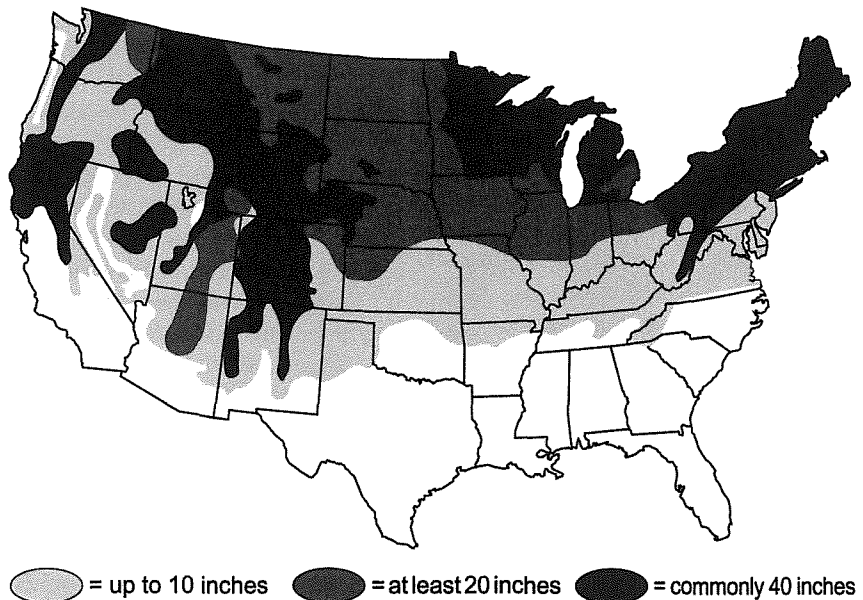 = up to 10 inches = at least 20 inches = commonly 40 inches